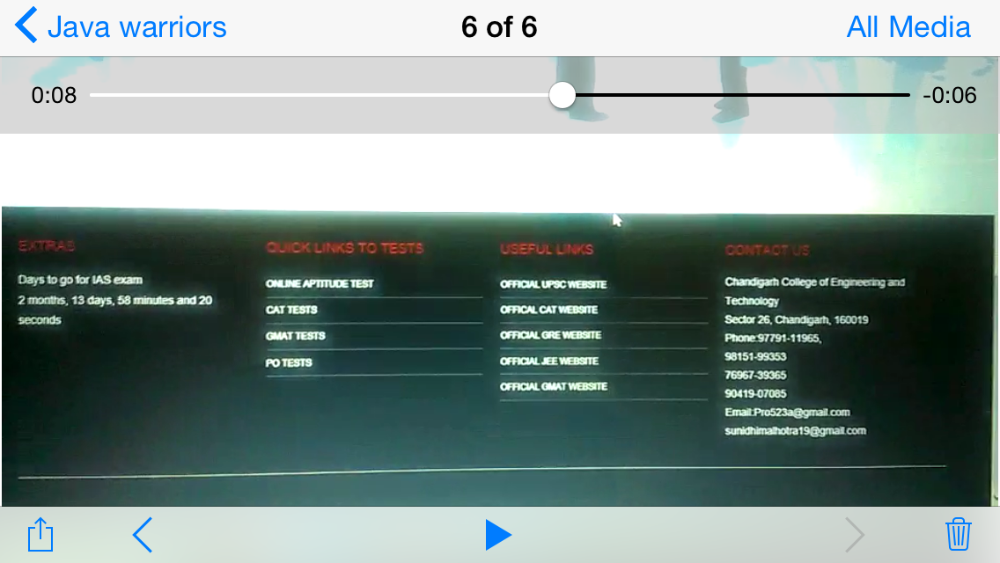 Java warriors
6 of 6
All Media
0:08
-0:06
EXTRAS
Days to go for IAS exam
2 months, 13 days, 58 minutes and 20
seconds
QUICK LINKS TO TESTS
ONLINE APTITUDE TEST
CAT TESTS
GMAT TESTS
PO TESTS
USEFUL LINKS
OFFICIAL UPSC WEBSITE
OFFICAL CAT WEBSITE
OFFICIAL GRE WEBSITE
OFFICIAL JEE WEBSITE
OFFICIAL GMAT WEBSITE
CONTACT US
Chandigarh College of Engineering and
Technology
Sector 26, Chandigarh, 160019
Phone:97791-11965,
98151-99353
76967-39365
90419-07085
Email:Pro523a@gmail.com
sunidhimalhotra19@gmail.com